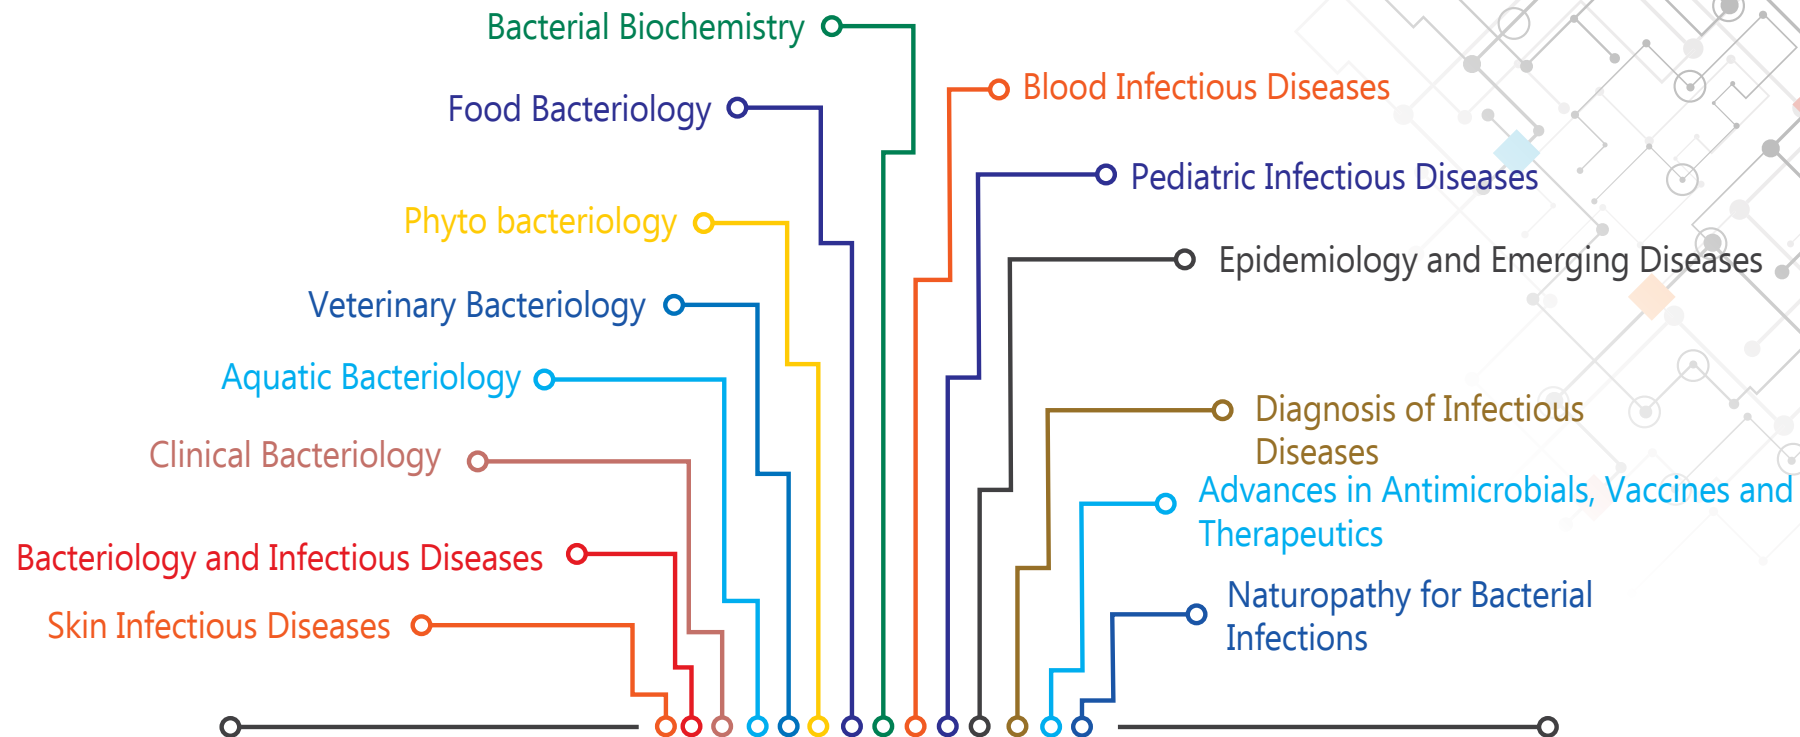 Bacterial Biochemistry
Food Bacteriology
Phyto bacteriology
Veterinary Bacteriology
Aquatic Bacteriology
Clinical Bacteriology
Bacteriology and Infectious Diseases
Skin Infectious Diseases
Blood Infectious Diseases
Pediatric Infectious Diseases
Epidemiology and Emerging Diseases
Diagnosis of Infectious
Diseases
Advances in Antimicrobials, Vaccines and
Therapeutics
Naturopathy for Bacterial
Infections